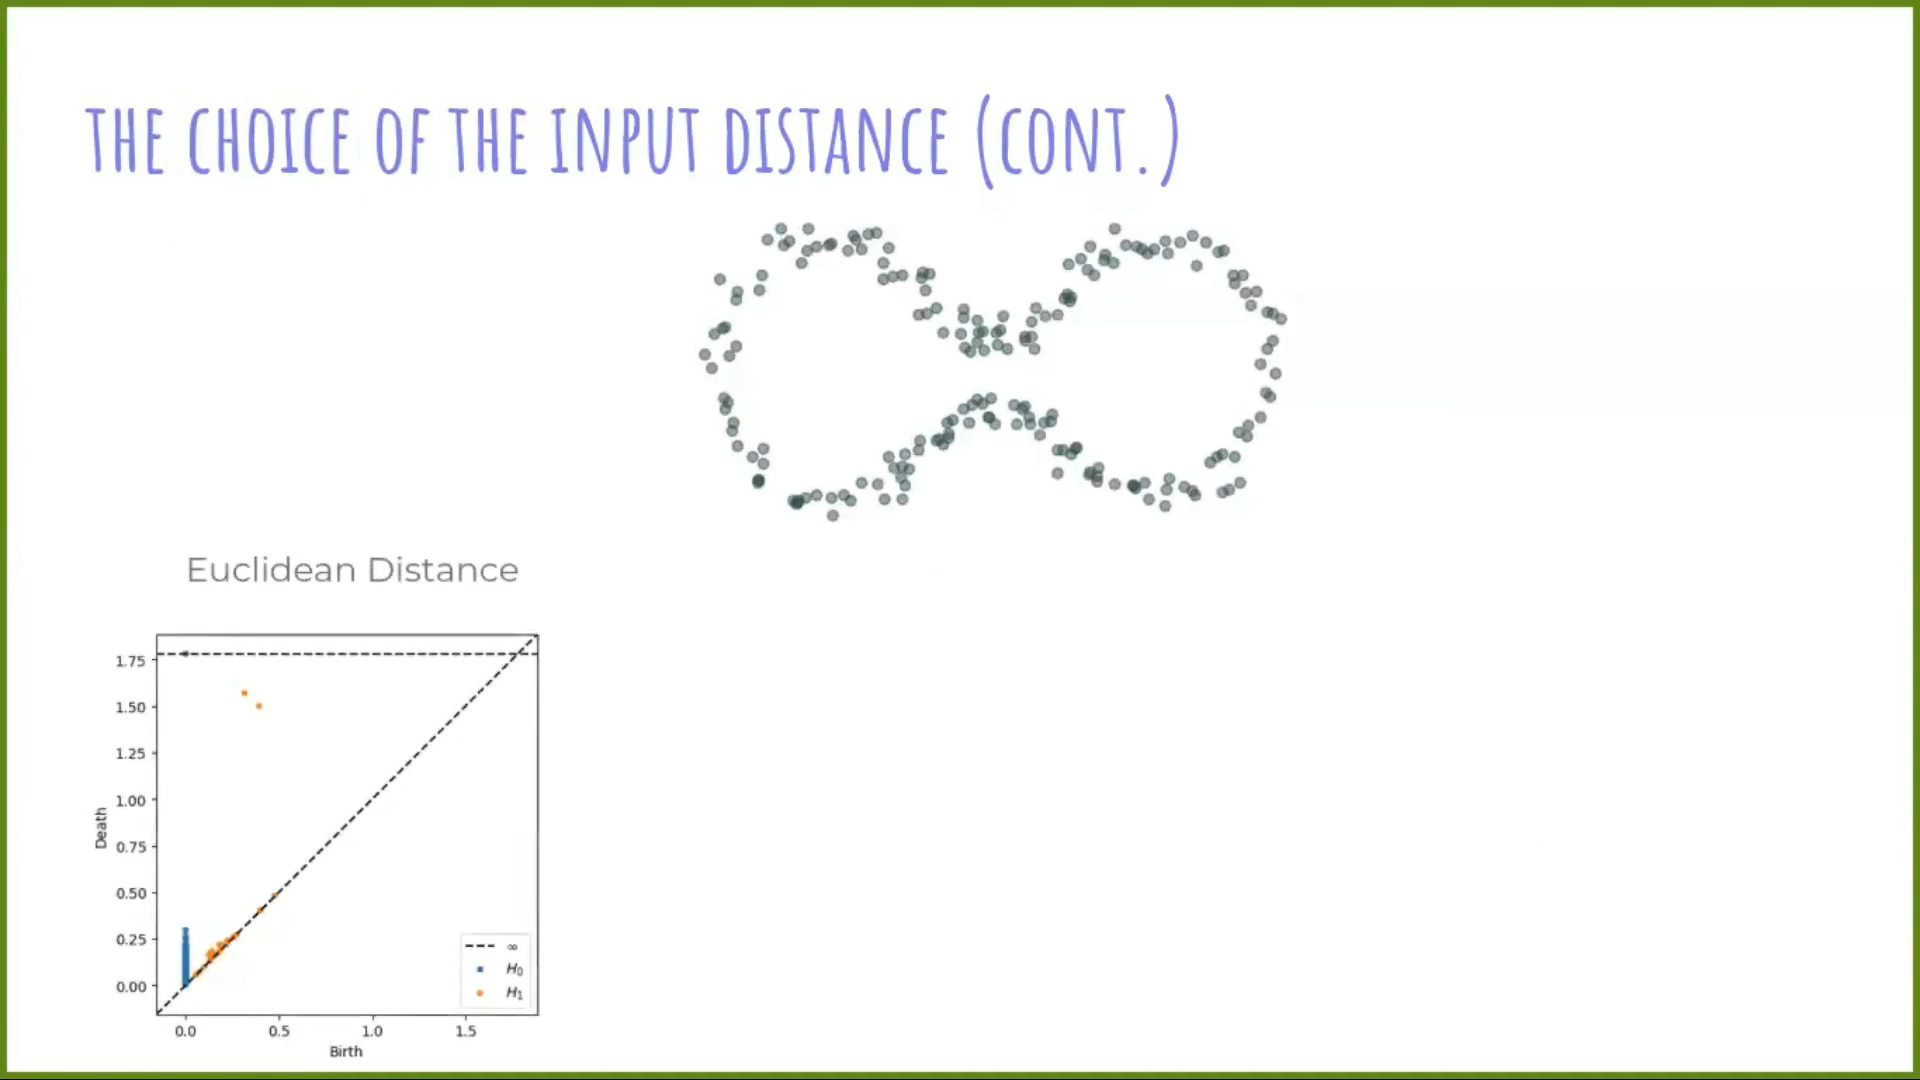 THE CHOICE OF THE INPUT DISTANCE (CONT.)
Euclidean Distance
1.75
1.50
1.25
1.00
0.75
0.50
0.25
0.00
Death
∞
H0
H1
0.0 0.5 1.0 1.5
Birth